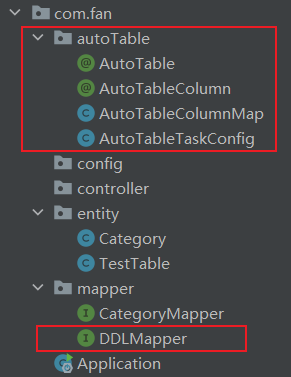 com.fan
autoTable
AutoTable
AutoTableColumn
AutoTableColumnMap
AutoTableTaskConfig
config
controller
entity
Category
TestTable
mapper
CategoryMapper
DDLMapper
Application